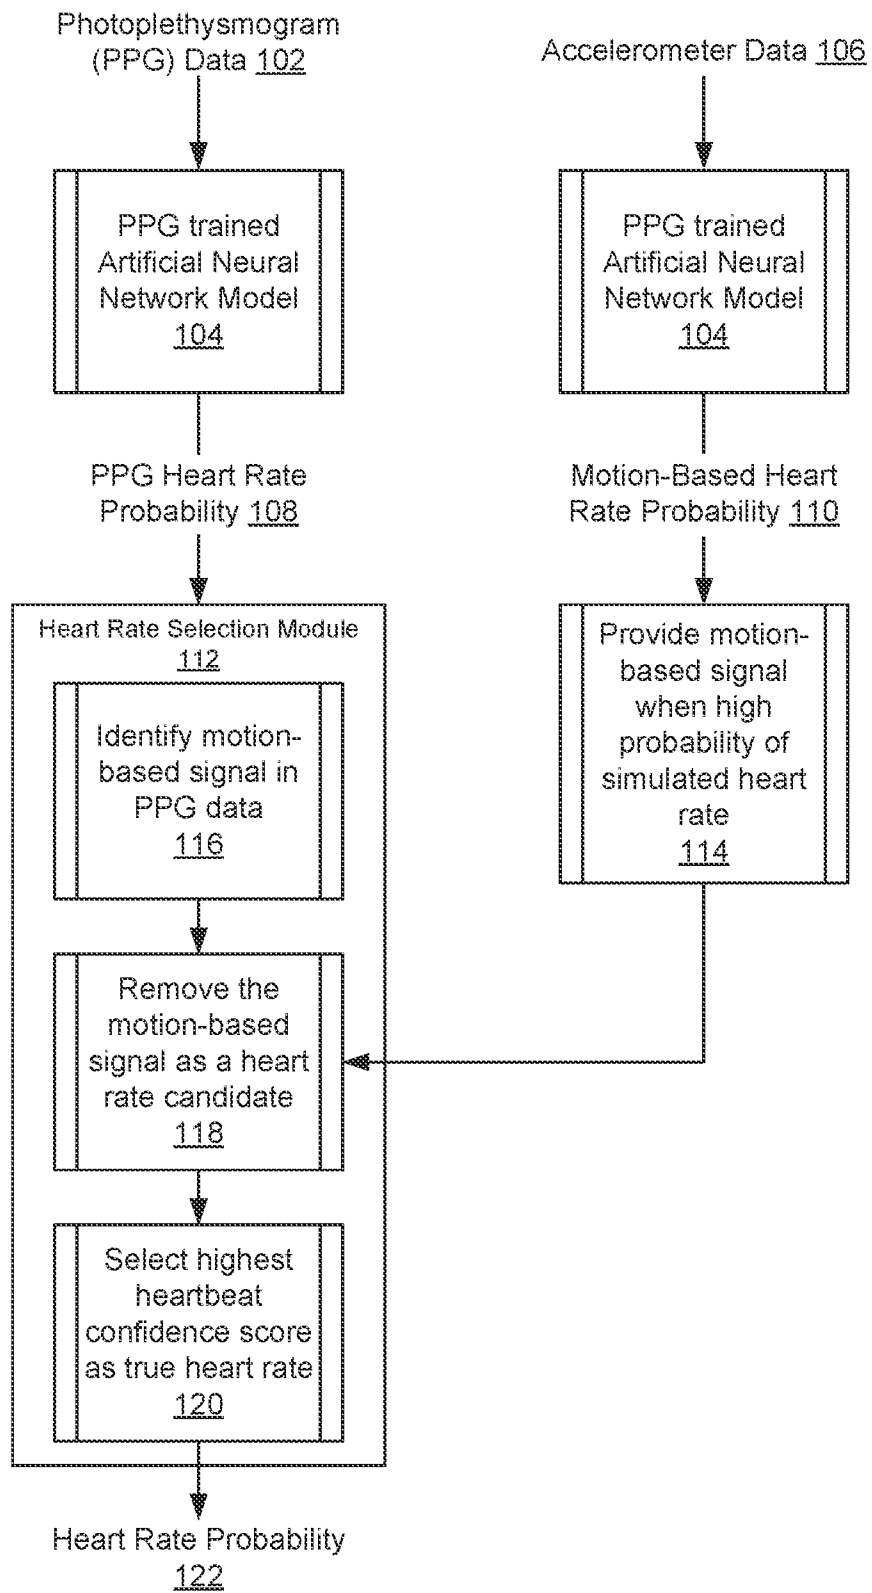 Photoplethysmogram
(PPG) Data 102
Accelerometer Data 106
PPG trained
Artificial Neural
Network Model
104
PPG trained
Artificial Neural
Network Model
104
PPG Heart Rate
Probability 108
Motion-Based Heart
Rate Probability 110
Heart Rate Selection Module
112
Identify motion-
based signal in
PPG data
116
Provide motion-
based signal
when high
probability of
simulated heart
rate
114
Remove the
motion-based
signal as a heart
rate candidate
118
Select highest
heartbeat
confidence score
as true heart rate
120
Heart Rate Probability
122